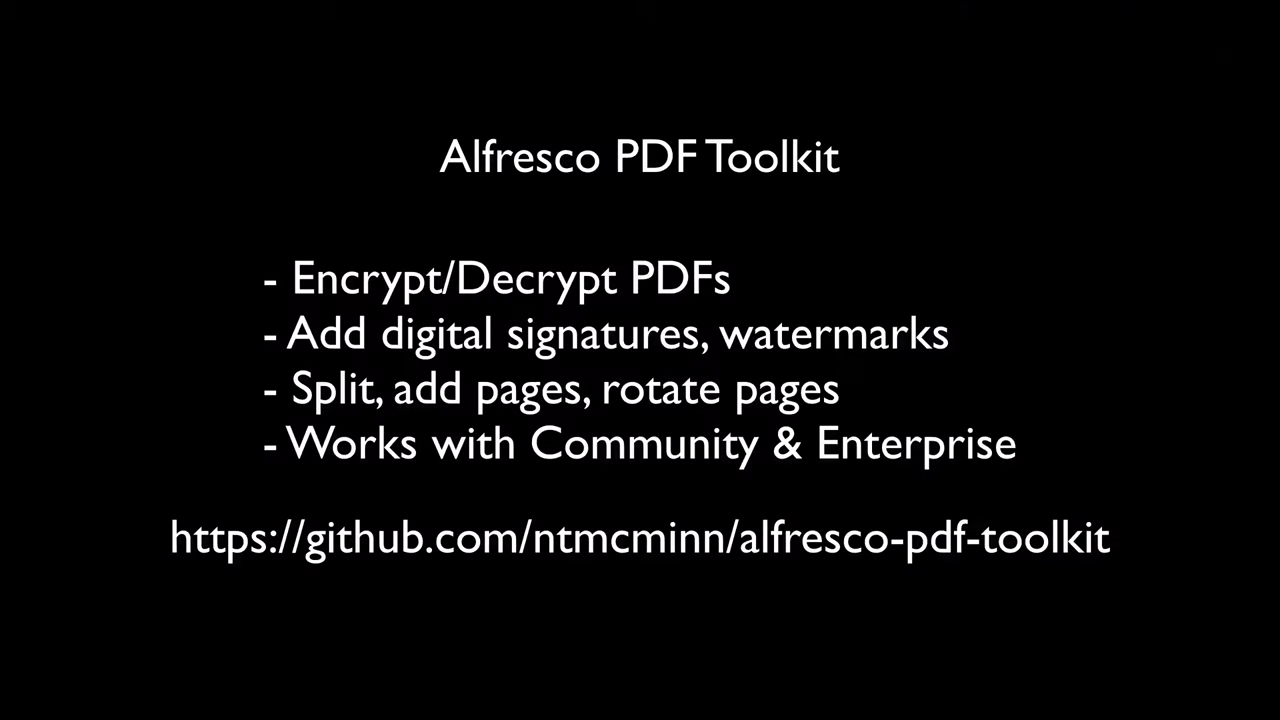 Alfresco PDF Toolkit
- Encrypt/Decrypt PDFs
- Add digital signatures, watermarks
- Split, add pages, rotate pages
- Works with Community & Enterprise
https://github.com/ntmcminn/alfresco-pdf-toolkit